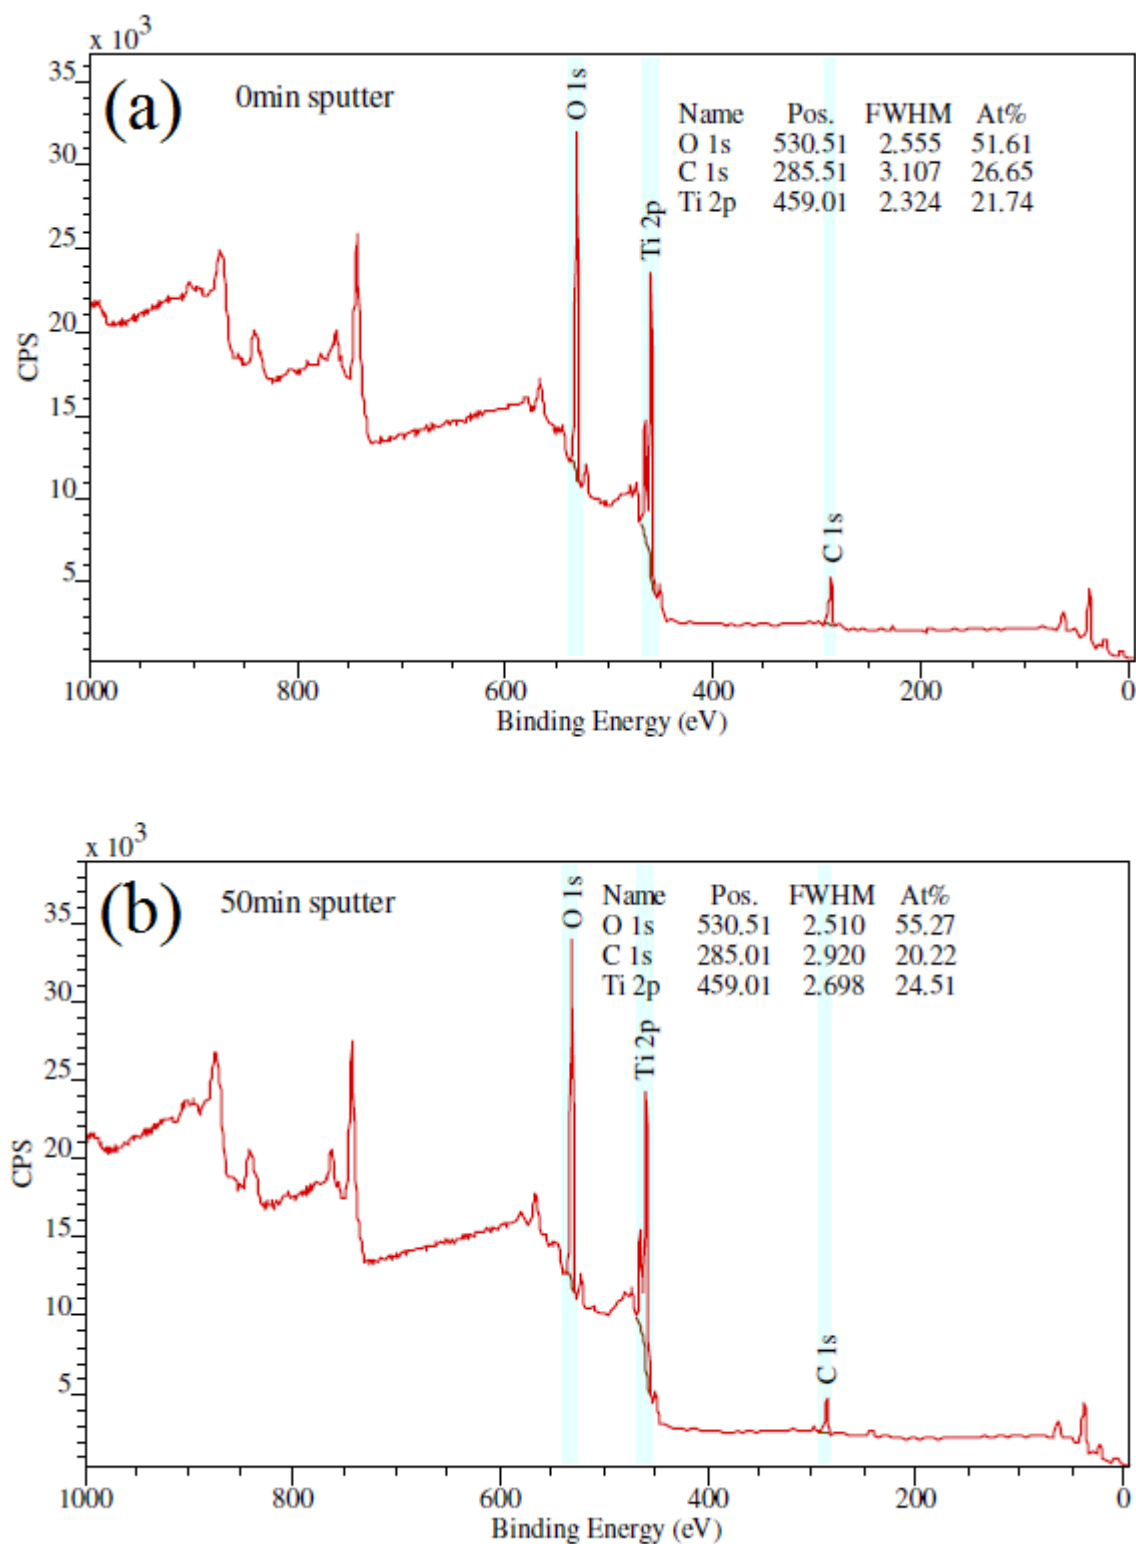 x 10³
(a)
0min sputter
O 1s
Ti 2p
C 1s
Name Pos. FWHM At%
O 1s 530.51 2.555 51.61
C 1s 285.51 3.107 26.65
Ti 2p 459.01 2.324 21.74
35
30
25
20
15
10
5
CPS
1000 800 600 400 200 0
Binding Energy (eV)
x 10³
(b)
50min sputter
O 1s
Ti 2p
C 1s
Name Pos. FWHM At%
O 1s 530.51 2.510 55.27
C 1s 285.01 2.920 20.22
Ti 2p 459.01 2.698 24.51
35
30
25
20
15
10
5
CPS
1000 800 600 400 200 0
Binding Energy (eV)